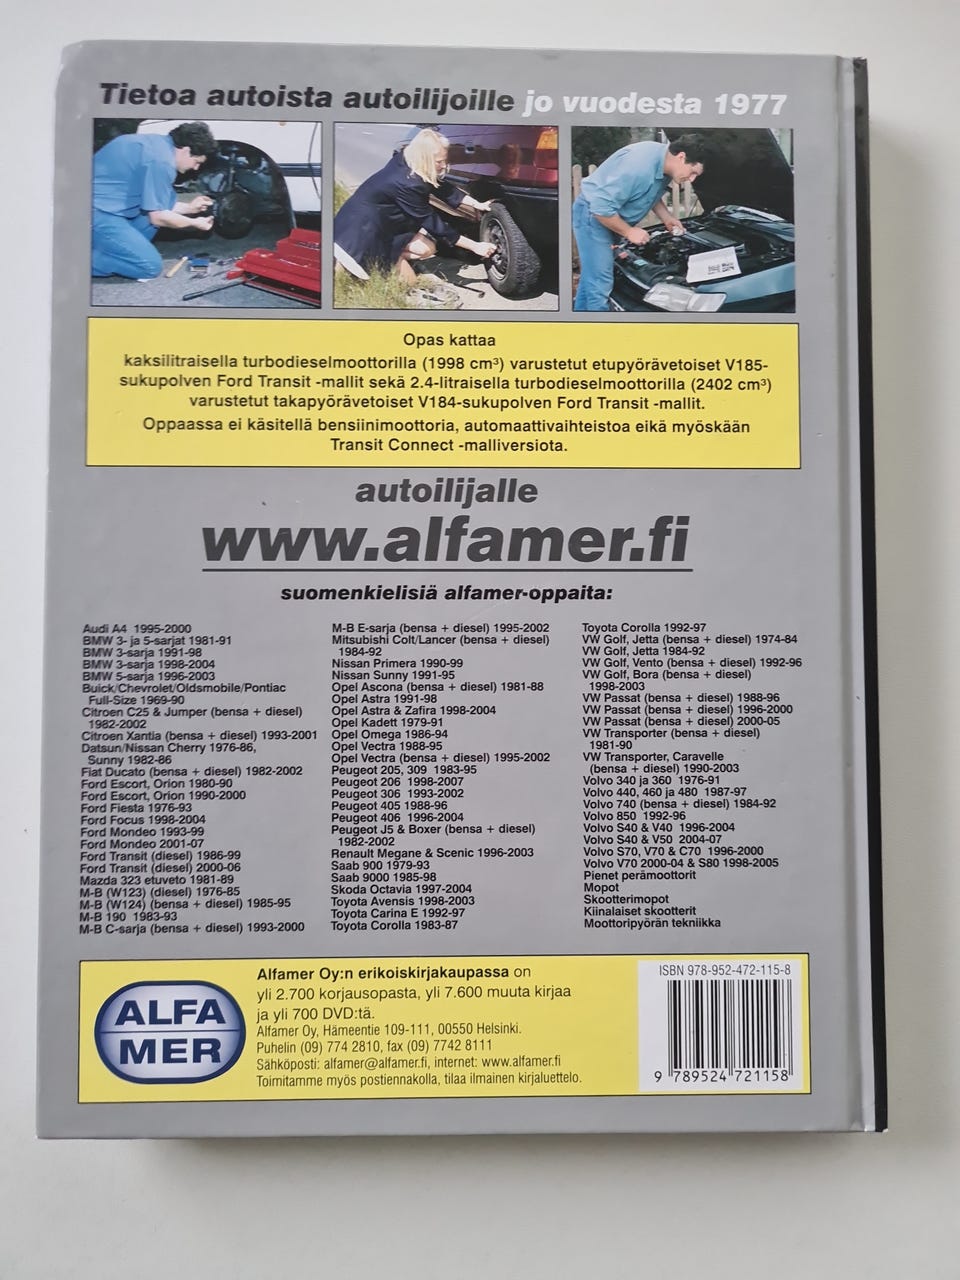 Tietoa autoista autoilijoille jo vuodesta 1977
Opas kattaa
kaksilitraisella turbodieselmoottorilla (1998 cm³) varustetut etupyörävetoiset V185-
sukupolven Ford Transit -mallit sekä 2.4-litraisella turbodieselmoottorilla (2402 cm³)
varustetut takapyörävetoiset V184-sukupolven Ford Transit -mallit.
Oppaassa ei käsitellä bensiinimoottoria, automaattivaihteistoa eikä myöskään
Transit Connect -malliversiota.
autoilijalle
www.alfamer.fi
suomenkielisiä alfamer-oppaita:
Audi A4 1995-2000
BMW 3- ja 5-sarjat 1981-91
BMW 3-sarja 1991-98
BMW 3-sarja 1998-2004
BMW 5-sarja 1996-2003
Buick/Chevrolet/Oldsmobile/Pontiac
Full-Size 1969-90
Citroen C25 & Jumper (bensa + diesel)
1982-2002
Citroen Xantia (bensa + diesel) 1993-2001
Datsun/Nissan Cherry 1976-86,
Sunny 1982-86
Fiat Ducato (bensa + diesel) 1982-2002
Ford Escort, Orion 1980-90
Ford Escort, Orion 1990-2000
Ford Fiesta 1976-93
Ford Focus 1998-2004
Ford Mondeo 1993-99
Ford Mondeo 2001-07
Ford Transit (diesel) 1986-99
Ford Transit (diesel) 2000-06
Mazda 323 etuveto 1981-89
M-B (W123) (diesel) 1976-85
M-B (W124) (bensa + diesel) 1985-95
M-B 190 1983-93
M-B C-sarja (bensa + diesel) 1993-2000
M-B E-sarja (bensa + diesel) 1995-2002
Mitsubishi Colt/Lancer (bensa + diesel)
1984-92
Nissan Primera 1990-99
Nissan Sunny 1991-95
Opel Ascona (bensa + diesel) 1981-88
Opel Astra 1991-98
Opel Astra & Zafira 1998-2004
Opel Kadett 1979-91
Opel Omega 1986-94
Opel Vectra 1988-95
Opel Vectra (bensa + diesel) 1995-2002
Peugeot 205, 309 1983-95
Peugeot 206 1998-2007
Peugeot 306 1993-2002
Peugeot 405 1988-96
Peugeot 406 1996-2004
Peugeot J5 & Boxer (bensa + diesel)
1982-2002
Renault Megane & Scenic 1996-2003
Saab 900 1979-93
Saab 9000 1985-98
Skoda Octavia 1997-2004
Toyota Avensis 1998-2003
Toyota Carina E 1992-97
Toyota Corolla 1983-87
Toyota Corolla 1992-97
VW Golf, Jetta (bensa + diesel) 1974-84
VW Golf, Jetta 1984-92
VW Golf, Vento (bensa + diesel) 1992-96
VW Golf, Bora (bensa + diesel)
1998-2003
VW Passat (bensa + diesel) 1988-96
VW Passat (bensa + diesel) 1996-2000
VW Passat (bensa + diesel) 2000-05
VW Transporter (bensa + diesel)
1981-90
VW Transporter, Caravelle
(bensa + diesel) 1990-2003
Volvo 340 ja 360 1976-91
Volvo 440, 460 ja 480 1987-97
Volvo 740 (bensa + diesel) 1984-92
Volvo 850 1992-96
Volvo S40 & V40 1996-2004
Volvo S40 & V50 2004-07
Volvo S70, V70 & C70 1996-2000
Volvo V70 2000-04 & S80 1998-2005
Pienet perämoottorit
Mopot
Skootterimopot
Kiinalaiset skootterit
Moottoripyörän tekniikka
ALFA
MER
Alfamer Oy:n erikoiskirjakaupassa on
yli 2.700 korjausopasta, yli 7.600 muuta kirjaa
ja yli 700 DVD:tä.
Alfamer Oy, Hämeentie 109-111, 00550 Helsinki.
Puhelin (09) 774 2810, fax (09) 7742 8111
Sähköposti: alfamer@alfamer.fi, internet: www.alfamer.fi
Toimitamme myös postiennakolla, tilaa ilmainen kirjaluettelo.
ISBN 978-952-472-115-8
9 789524 721158